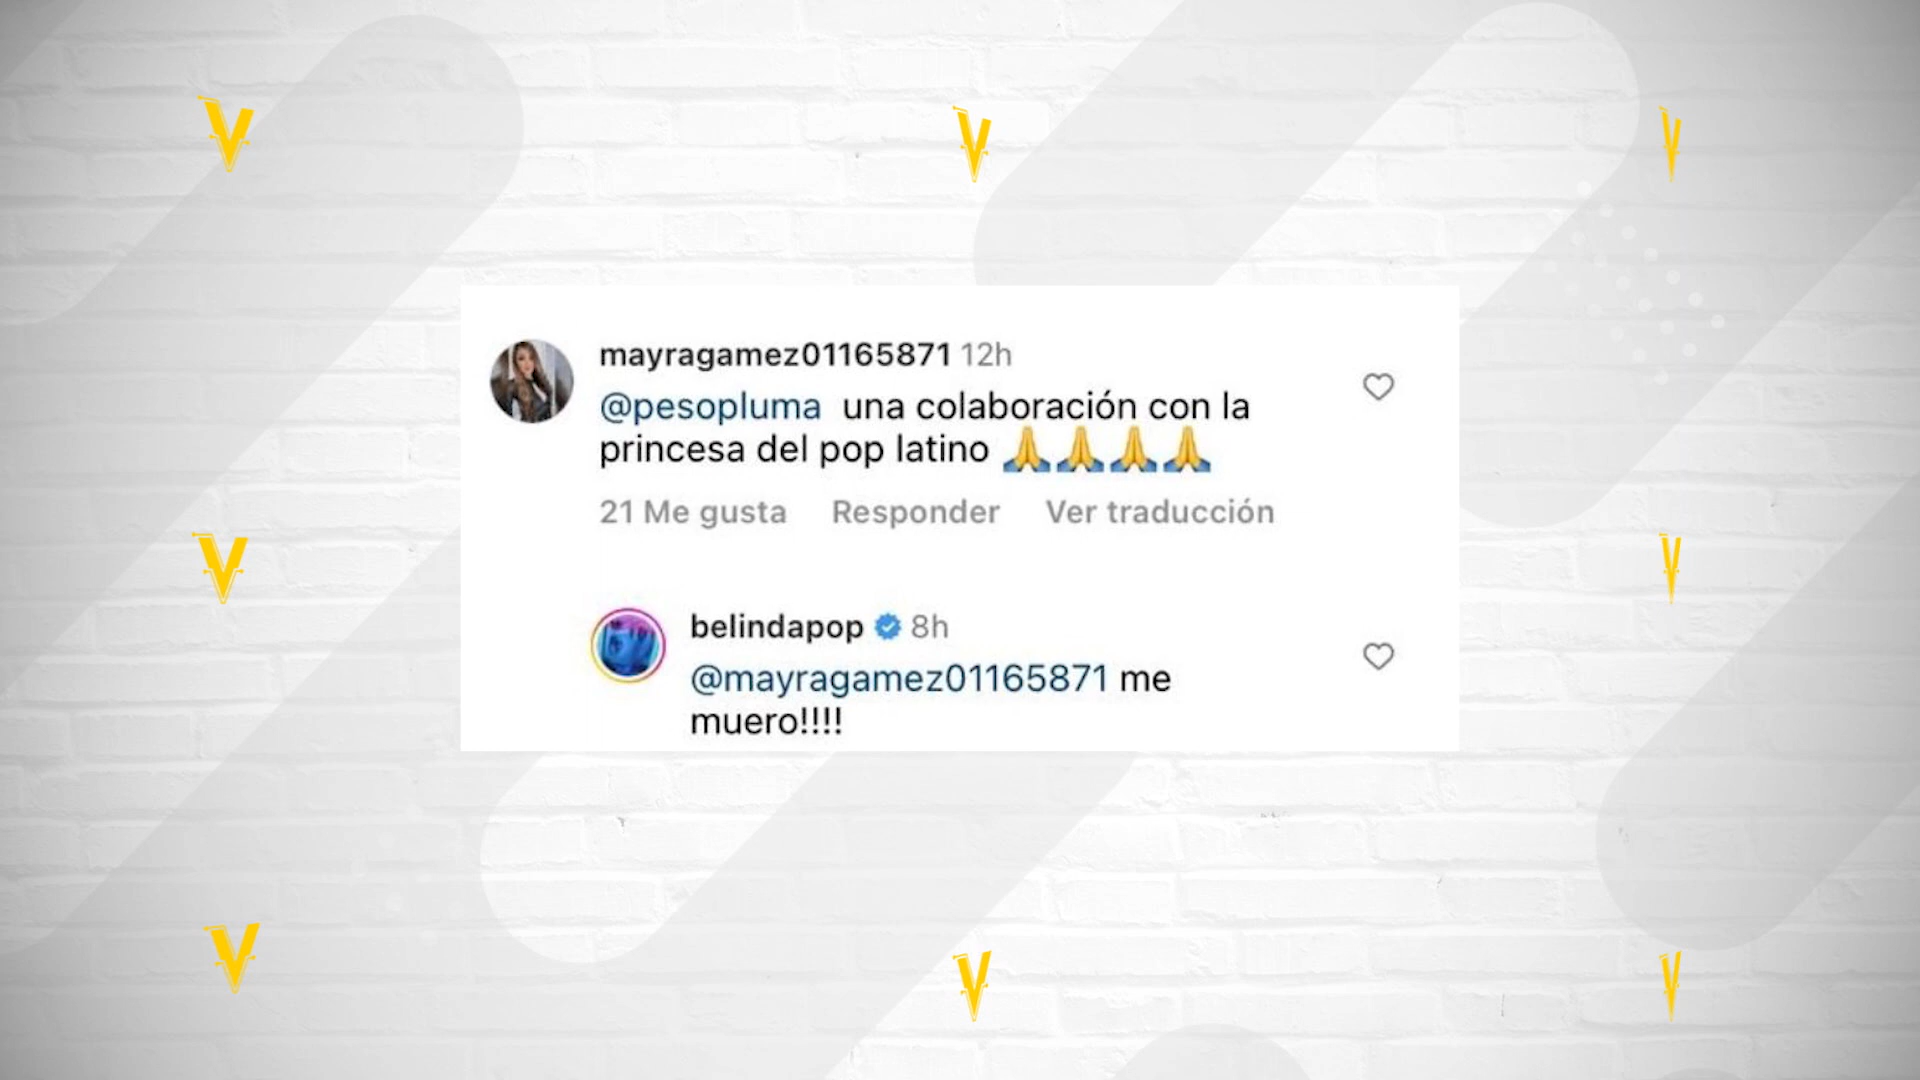 V V V
mayragamez01165871 12h
@pesopluma una colaboración con la
princesa del pop latino 🙏🙏🙏🙏
21 Me gusta Responder Ver traducción
V V
belindapop 8h
@mayragamez01165871 me
muero!!!!
V V V